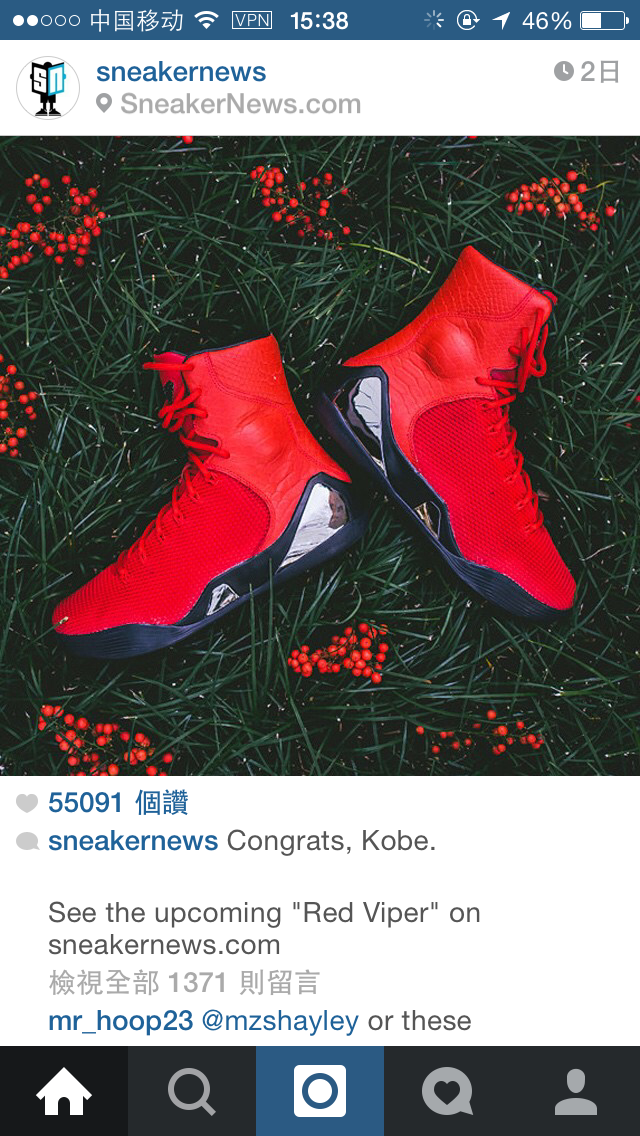 中国移动 VPN 15:38 46%
SN
sneakernews 2日
SneakerNews.com
55091 個讚
sneakernews Congrats, Kobe.
See the upcoming "Red Viper" on
sneakernews.com
檢視全部 1371 則留言
mr_hoop23 @mzshayley or these